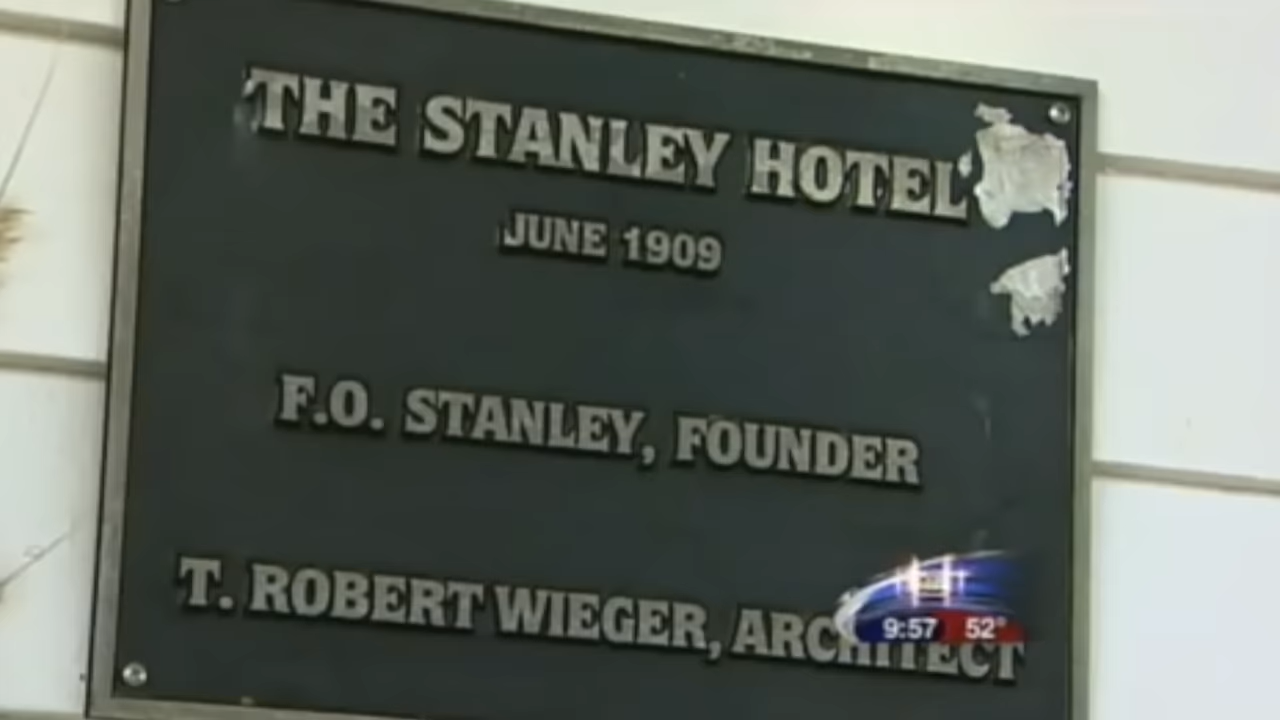 THE STANLEY HOTEL
JUNE 1909
F.O. STANLEY, FOUNDER
T. ROBERT WIEGER, ARCHITECT
9:57 52°